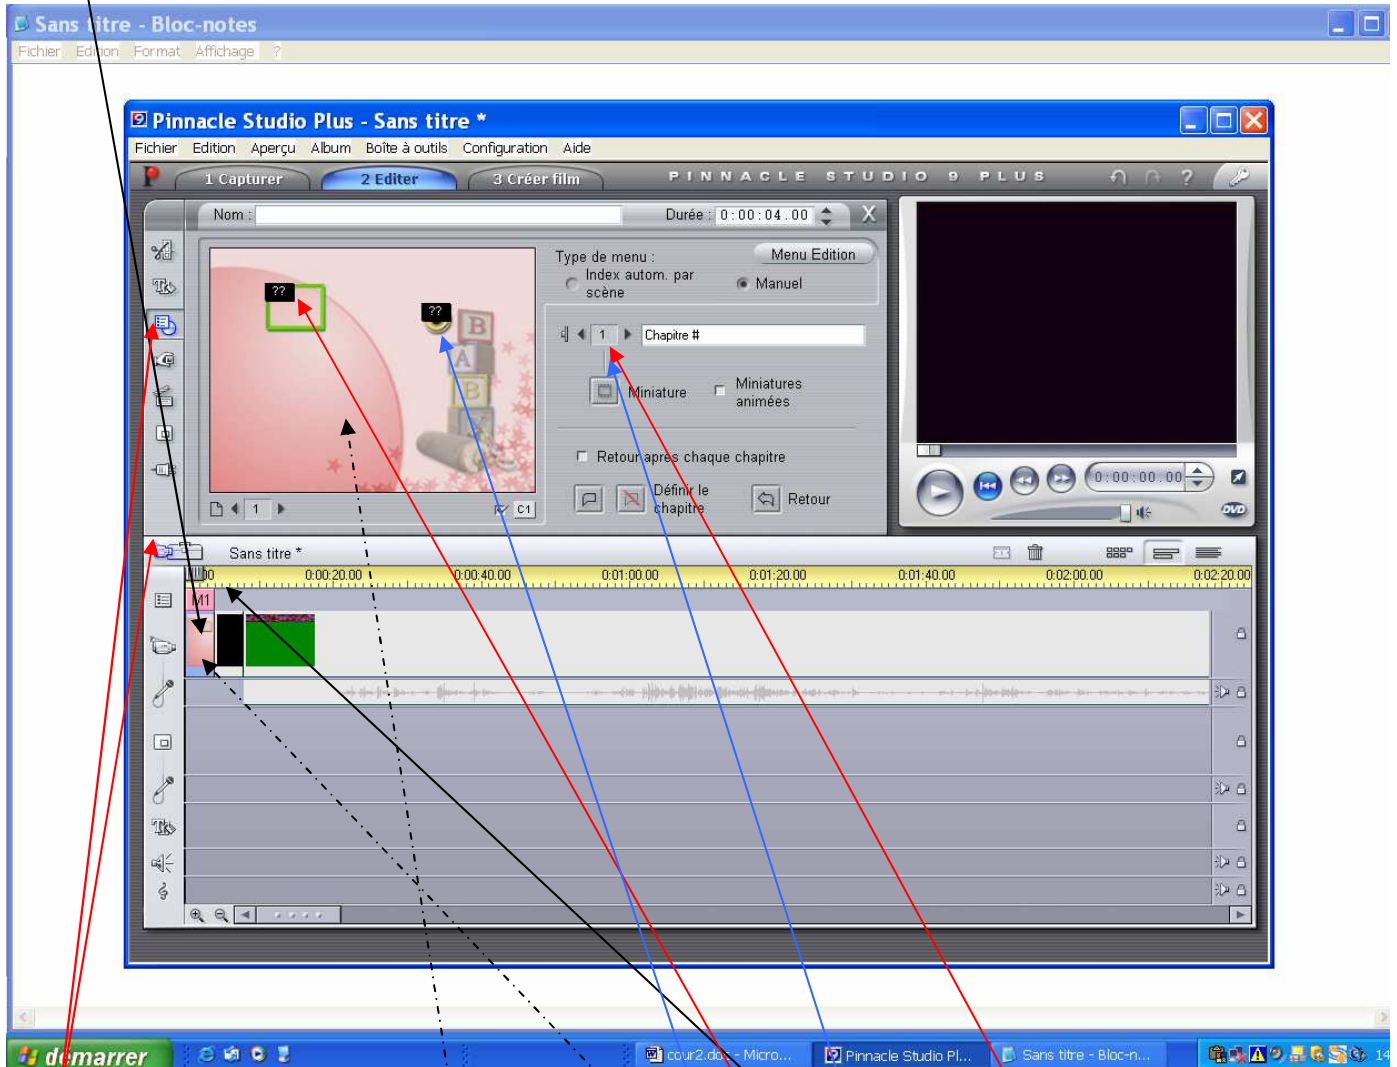 Sans titre - Bloc-notes
Fichier Edition Format Affichage ?
Pinnacle Studio Plus - Sans titre *
Fichier Edition Aperçu Album Boîte à outils Configuration Aide
1 Capturer 2 Editer 3 Créer film PINNACLE STUDIO 9 PLUS ?
Nom : Durée : 0:00:04.00 X
Type de menu : Menu Edition
Index autom. par scène Manuel
??
??
B
A
B
1 Chapitre #
Miniature Miniatures animées
Retour après chaque chapitre
Définir le chapitre Retour
1 C1
0:00:00.00
DVD
Sans titre *
0:00:20.00 0:00:40.00 0:01:00.00 0:01:20.00 0:01:40.00 0:02:00.00 0:02:20.00
M1
démarrer cour2.doc - Micro... Pinnacle Studio Pl... Sans titre - Bloc-n... 14